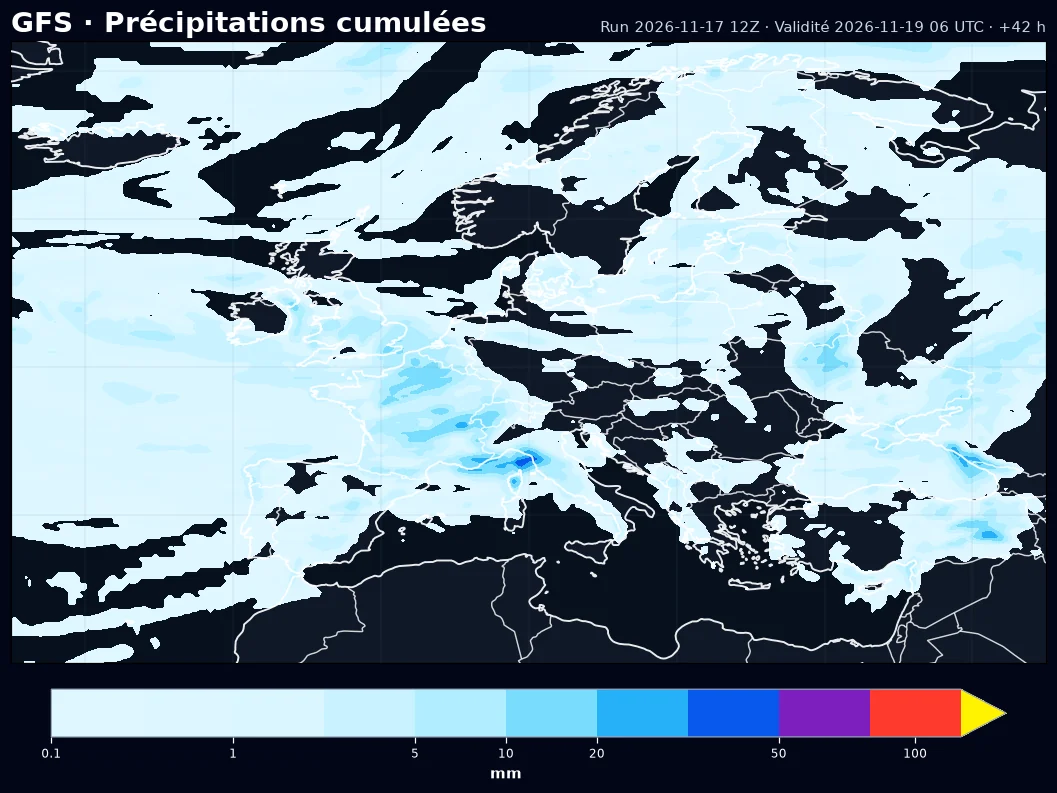 GFS · Précipitations cumulées
Run 2026-11-17 12Z · Validité 2026-11-19 06 UTC · +42 h
0.1 1 5 10 20 50 100
mm